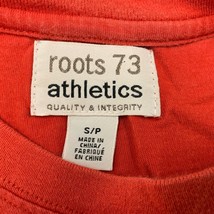 roots 73
athletics
QUALITY & INTEGRITY
S/P
MADE IN
CHINA/
FABRIQUÉ
EN CHINE